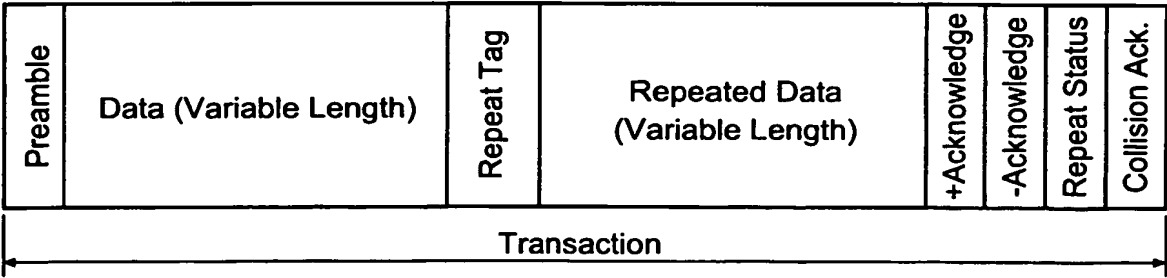 Preamble
Data (Variable Length)
Repeat Tag
Repeated Data
(Variable Length)
+Acknowledge
-Acknowledge
Repeat Status
Collision Ack.
Transaction